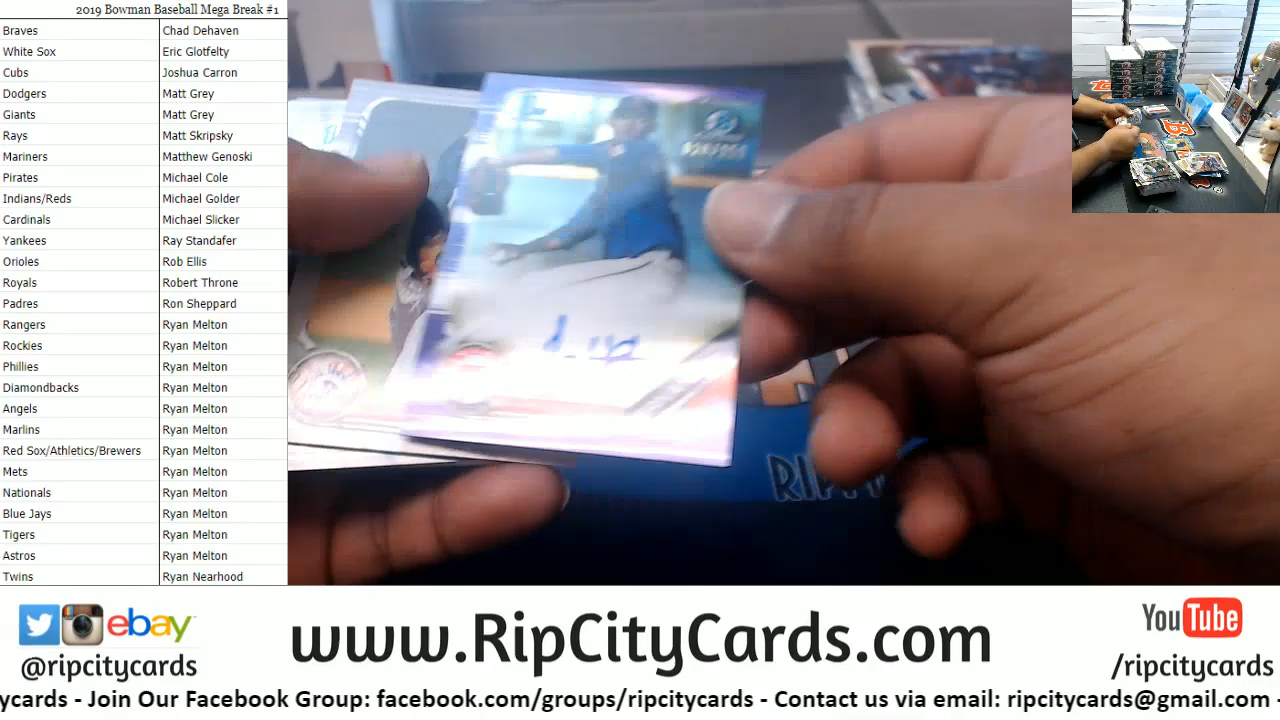 2019 Bowman Baseball Mega Break #1
Braves Chad Dehaven
White Sox Eric Glotfelty
Cubs Joshua Carron
Dodgers Matt Grey
Giants Matt Grey
Rays Matt Skripsky
Mariners Matthew Genoski
Pirates Michael Cole
Indians/Reds Michael Golder
Cardinals Michael Slicker
Yankees Ray Standafer
Orioles Rob Ellis
Royals Robert Throne
Padres Ron Sheppard
Rangers Ryan Melton
Rockies Ryan Melton
Phillies Ryan Melton
Diamondbacks Ryan Melton
Angels Ryan Melton
Marlins Ryan Melton
Red Sox/Athletics/Brewers Ryan Melton
Mets Ryan Melton
Nationals Ryan Melton
Blue Jays Ryan Melton
Tigers Ryan Melton
Astros Ryan Melton
Twins Ryan Nearhood
ebay
@ripcitycards
www.RipCityCards.com
YouTube
/ripcitycards
ycards - Join Our Facebook Group: facebook.com/groups/ripcitycards - Contact us via email: ripcitycards@gmail.com -